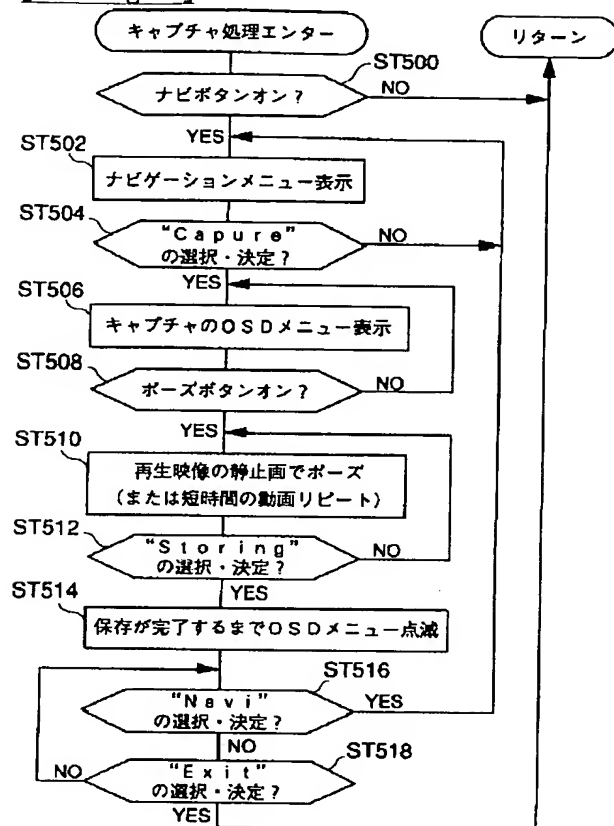 キャプチャ処理エンター
リターン
ST500
ナビボタンオン?
NO
YES
ST502
ナビゲーションメニュー表示
ST504
“Capure”
の選択・決定?
NO
YES
ST506
キャプチャのOSDメニュー表示
ST508
ポーズボタンオン?
NO
YES
ST510
再生映像の静止画でポーズ
(または短時間の動画リピート)
ST512
“Storing”
の選択・決定?
NO
YES
ST514
保存が完了するまでOSDメニュー点滅
ST516
“Navi”
の選択・決定?
YES
NO
ST518
“Exit”
の選択・決定?
NO
YES